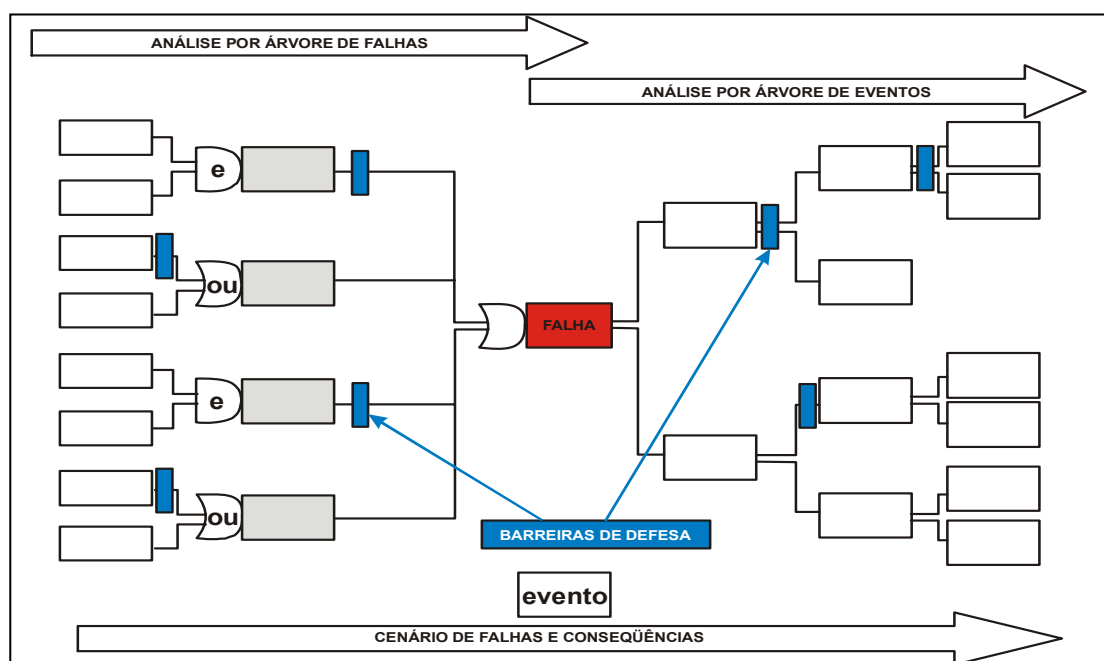 ANÁLISE POR ÁRVORE DE FALHAS
ANÁLISE POR ÁRVORE DE EVENTOS
e
ou
FALHA
e
ou
BARREIRAS DE DEFESA
evento
CENÁRIO DE FALHAS E CONSEQÜÊNCIAS